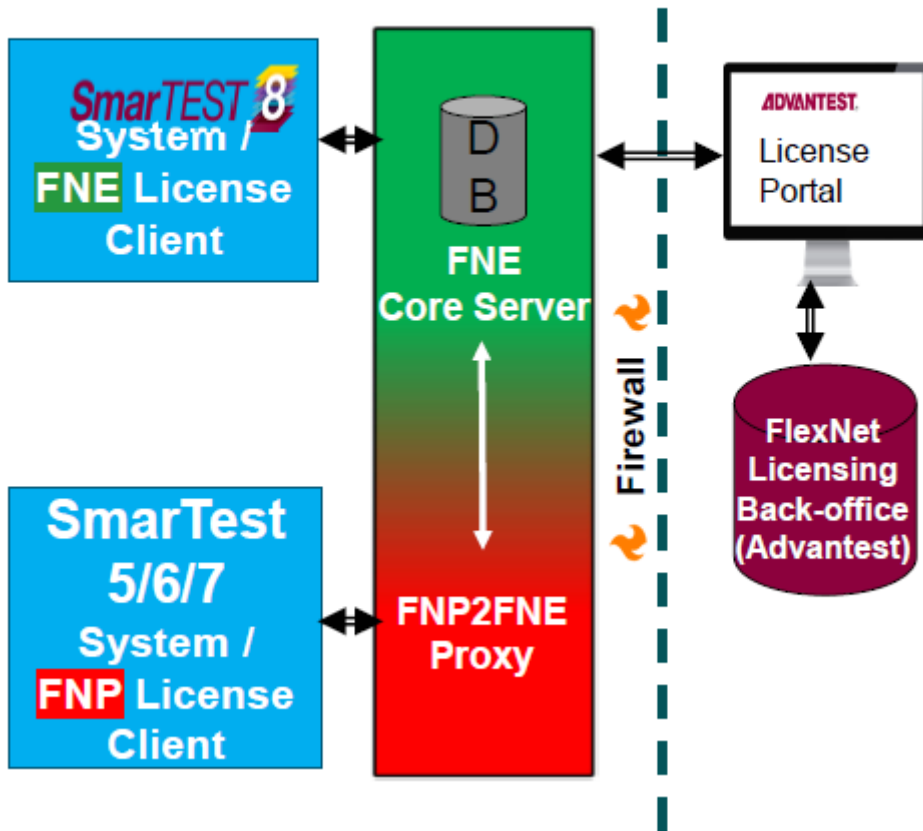 SmarTEST 8
System /
FNE License
Client
D
B
FNE
Core Server
FNP2FNE
Proxy
SmarTest
5/6/7
System /
FNP License
Client
Firewall
ADVANTEST
License
Portal
FlexNet
Licensing
Back-office
(Advantest)